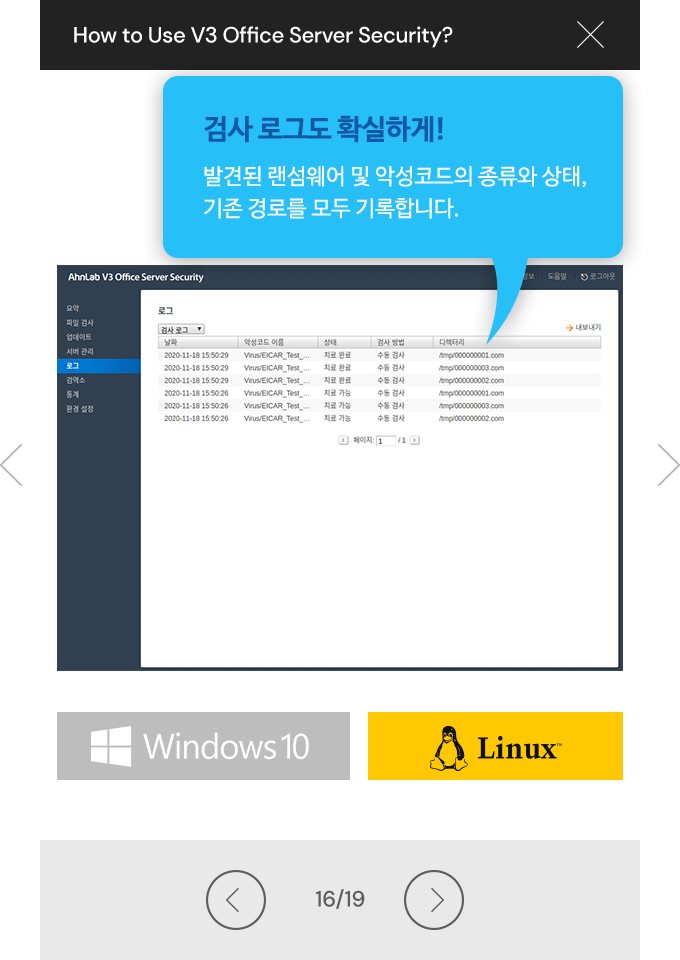 How to Use V3 Office Server Security?
검사 로그도 확실하게!
발견된 랜섬웨어 및 악성코드의 종류와 상태,
기존 경로를 모두 기록합니다.
AhnLab V3 Office Server Security
도움말
로그아웃
요약
파일 검사
업데이트
서버 관리
로그
검역소
통계
환경 설정
로그
검사 로그
내보내기
날짜 악성코드 이름 상태 검사 방법 디렉터리
2020-11-18 15:50:29 Virus/EICAR_Test_... 치료 완료 수동 검사 /tmp/000000001.com
2020-11-18 15:50:29 Virus/EICAR_Test_... 치료 완료 수동 검사 /tmp/000000003.com
2020-11-18 15:50:29 Virus/EICAR_Test_... 치료 완료 수동 검사 /tmp/000000002.com
2020-11-18 15:50:26 Virus/EICAR_Test_... 치료 가능 수동 검사 /tmp/000000001.com
2020-11-18 15:50:26 Virus/EICAR_Test_... 치료 가능 수동 검사 /tmp/000000003.com
2020-11-18 15:50:26 Virus/EICAR_Test_... 치료 가능 수동 검사 /tmp/000000002.com
페이지: 1 / 1
Windows 10
Linux™
16/19